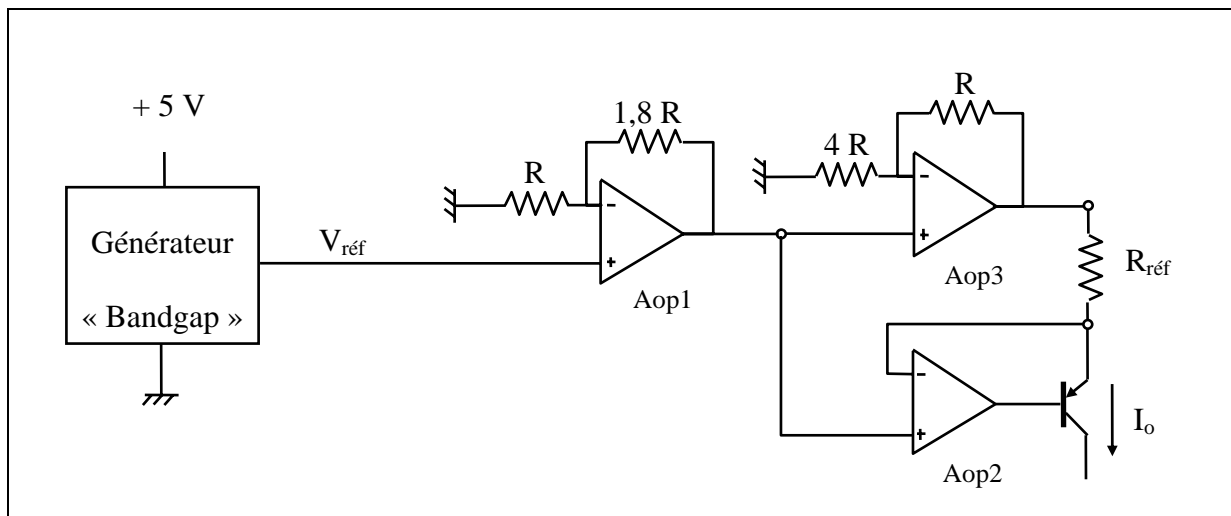 + 5 V
Générateur
« Bandgap »
Vréf
R
1,8 R
-
+
Aop1
4 R
R
-
+
Aop3
Rréf
-
+
Aop2
Io